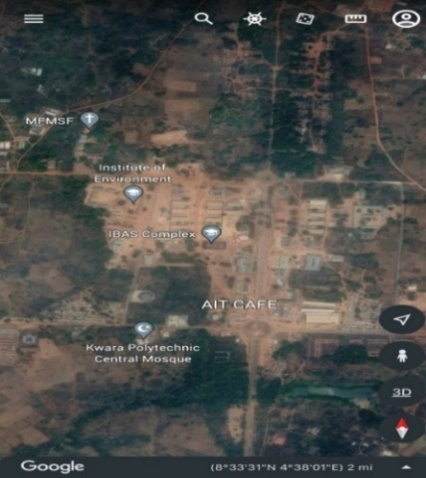 MFMSF
Institute of
Environment
IBAS Complex
AIT CAFE
Kwara Polytechnic
Central Mosque
3D
Google
(8°33'31"N 4°38'01"E) 2 mi